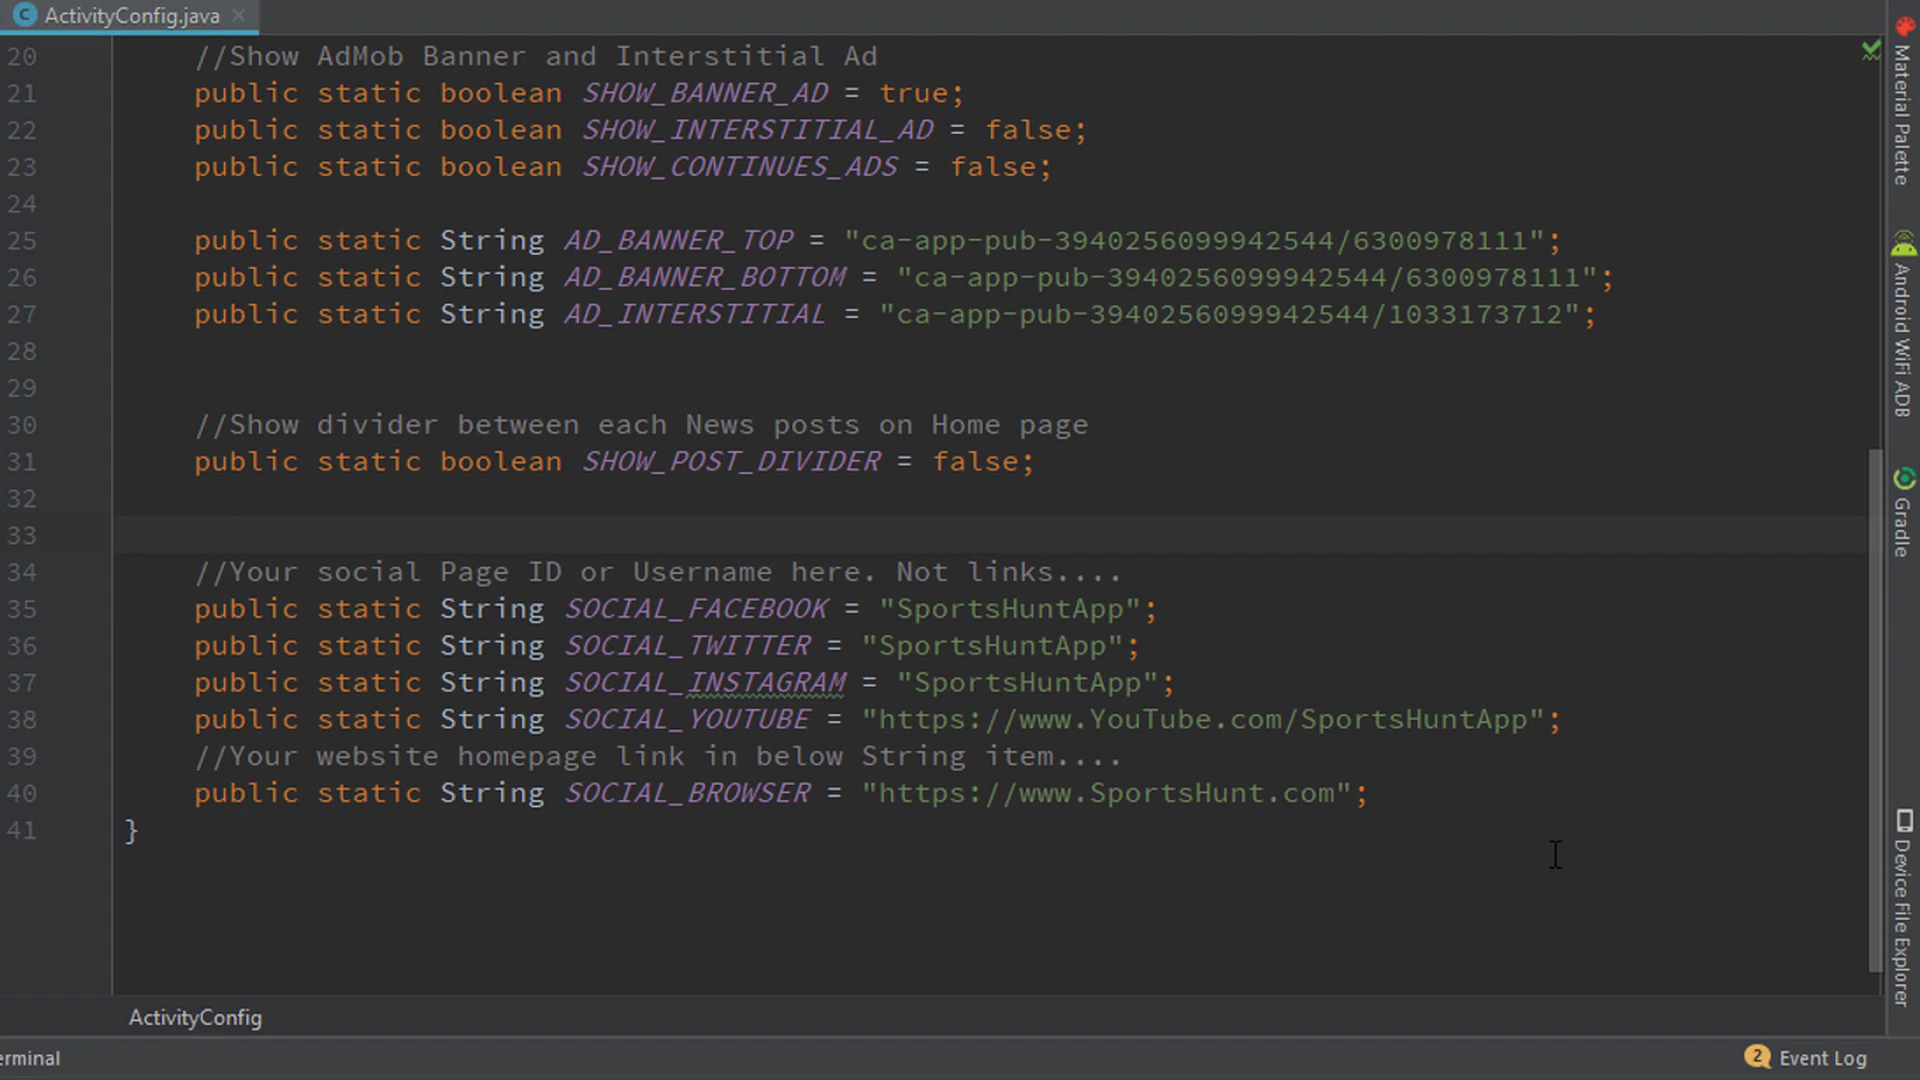 C ActivityConfig.java ×
20 //Show AdMob Banner and Interstitial Ad
21 public static boolean SHOW_BANNER_AD = true;
22 public static boolean SHOW_INTERSTITIAL_AD = false;
23 public static boolean SHOW_CONTINUES_ADS = false;
24
25 public static String AD_BANNER_TOP = "ca-app-pub-3940256099942544/6300978111";
26 public static String AD_BANNER_BOTTOM = "ca-app-pub-3940256099942544/6300978111";
27 public static String AD_INTERSTITIAL = "ca-app-pub-3940256099942544/1033173712";
28
29
30 //Show divider between each News posts on Home page
31 public static boolean SHOW_POST_DIVIDER = false;
32
33
34 //Your social Page ID or Username here. Not links....
35 public static String SOCIAL_FACEBOOK = "SportsHuntApp";
36 public static String SOCIAL_TWITTER = "SportsHuntApp";
37 public static String SOCIAL_INSTAGRAM = "SportsHuntApp";
38 public static String SOCIAL_YOUTUBE = "https://www.YouTube.com/SportsHuntApp";
39 //Your website homepage link in below String item....
40 public static String SOCIAL_BROWSER = "https://www.SportsHunt.com";
41 }
ActivityConfig
erminal
2 Event Log
Material Palette
Android WiFi ADB
Gradle
Device File Explorer